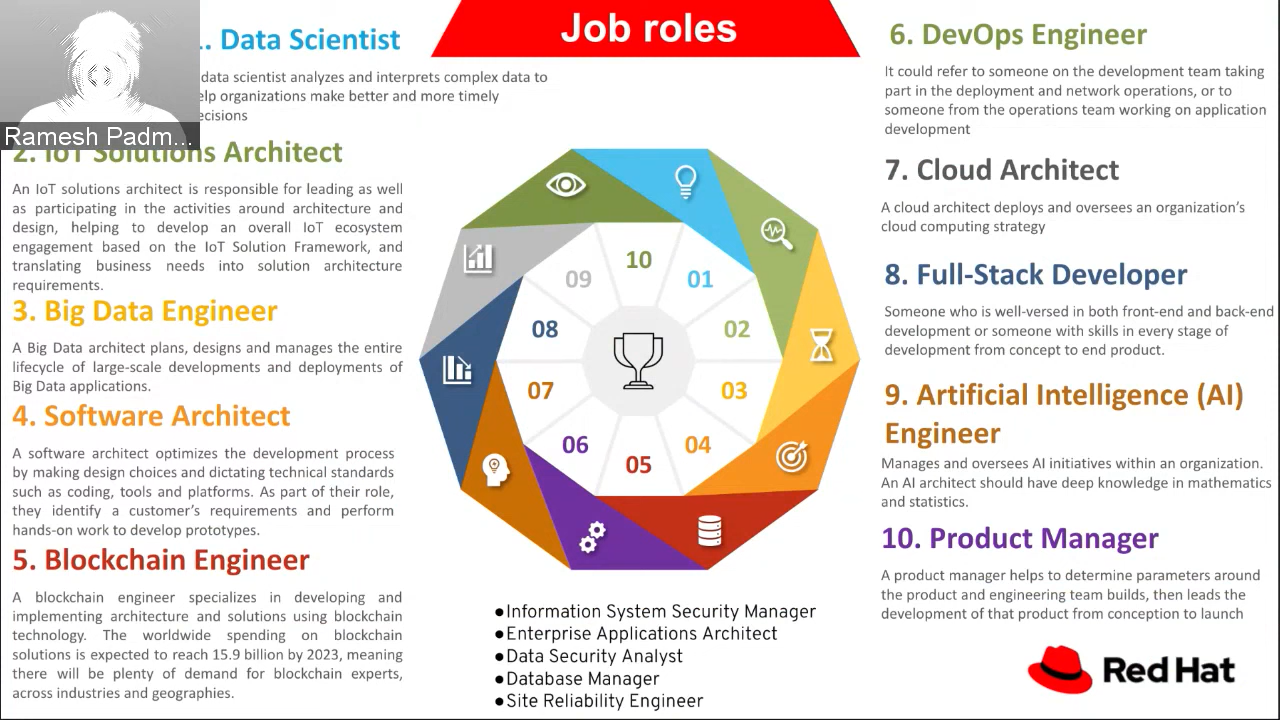 Job roles
Ramesh Padm...
1. Data Scientist
data scientist analyzes and interprets complex data to
elp organizations make better and more timely
ecisions
2. IoT Solutions Architect
An IoT solutions architect is responsible for leading as well
as participating in the activities around architecture and
design, helping to develop an overall IoT ecosystem
engagement based on the IoT Solution Framework, and
translating business needs into solution architecture
requirements.
3. Big Data Engineer
A Big Data architect plans, designs and manages the entire
lifecycle of large-scale developments and deployments of
Big Data applications.
4. Software Architect
A software architect optimizes the development process
by making design choices and dictating technical standards
such as coding, tools and platforms. As part of their role,
they identify a customer's requirements and perform
hands-on work to develop prototypes.
5. Blockchain Engineer
A blockchain engineer specializes in developing and
implementing architecture and solutions using blockchain
technology. The worldwide spending on blockchain
solutions is expected to reach 15.9 billion by 2023, meaning
there will be plenty of demand for blockchain experts,
across industries and geographies.
10
01
02
03
04
05
06
07
08
09
●Information System Security Manager
●Enterprise Applications Architect
●Data Security Analyst
●Database Manager
●Site Reliability Engineer
6. DevOps Engineer
It could refer to someone on the development team taking
part in the deployment and network operations, or to
someone from the operations team working on application
development
7. Cloud Architect
A cloud architect deploys and oversees an organization's
cloud computing strategy
8. Full-Stack Developer
Someone who is well-versed in both front-end and back-end
development or someone with skills in every stage of
development from concept to end product.
9. Artificial Intelligence (AI)
Engineer
Manages and oversees AI initiatives within an organization.
An AI architect should have deep knowledge in mathematics
and statistics.
10. Product Manager
A product manager helps to determine parameters around
the product and engineering team builds, then leads the
development of that product from conception to launch
Red Hat